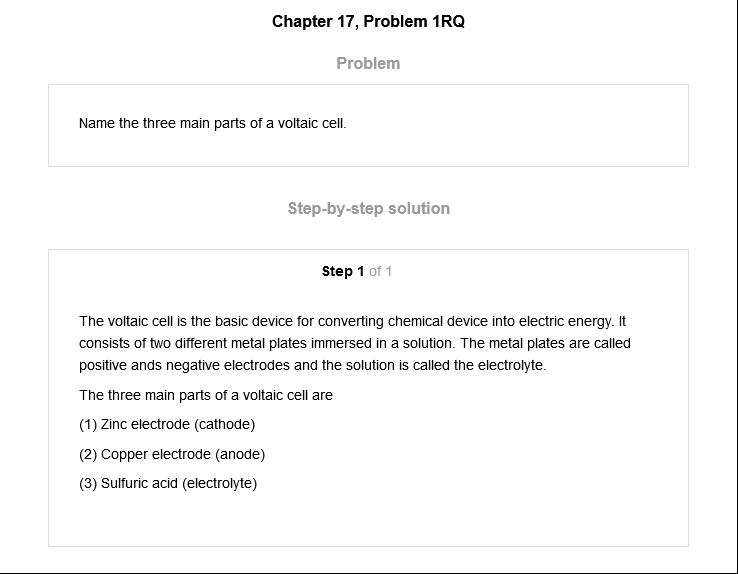 Chapter 17, Problem 1RQ
Problem
Name the three main parts of a voltaic cell.
Step-by-step solution
Step 1 of 1
The voltaic cell is the basic device for converting chemical device into electric energy. It
consists of two different metal plates immersed in a solution. The metal plates are called
positive ands negative electrodes and the solution is called the electrolyte.
The three main parts of a voltaic cell are
(1) Zinc electrode (cathode)
(2) Copper electrode (anode)
(3) Sulfuric acid (electrolyte)